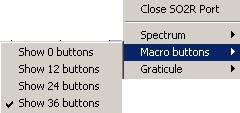 Close SO2R Port
Spectrum
Macro buttons
Graticule
Show 0 buttons
Show 12 buttons
Show 24 buttons
Show 36 buttons